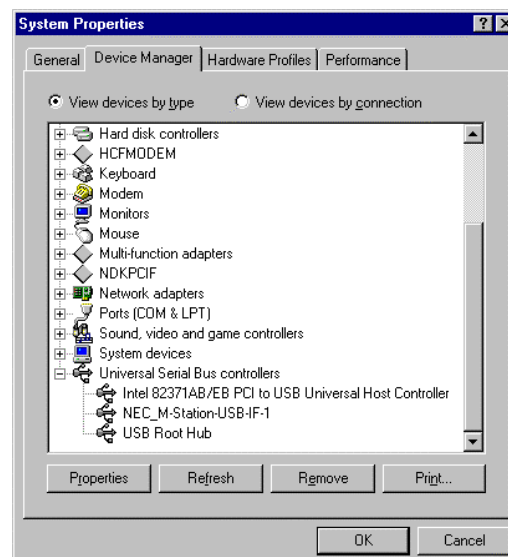 System Properties
General Device Manager Hardware Profiles Performance
View devices by type View devices by connection
Hard disk controllers
HCFMODEM
Keyboard
Modem
Monitors
Mouse
Multi-function adapters
NDKPCIF
Network adapters
Ports (COM & LPT)
Sound, video and game controllers
System devices
Universal Serial Bus controllers
Intel 82371AB/EB PCI to USB Universal Host Controller
NEC_M-Station-USB-IF-1
USB Root Hub
Properties Refresh Remove Print...
OK Cancel